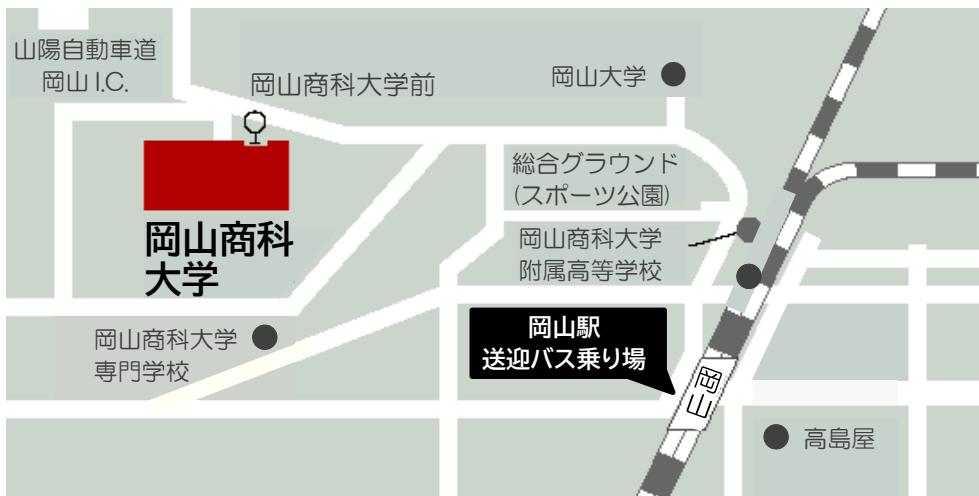 山陽自動車道
岡山 I.C.
岡山商科大学前
岡山大学
総合グラウンド
(スポーツ公園)
岡山商科
大学
岡山商科大学
附属高等学校
岡山商科大学
専門学校
岡山駅
送迎バス乗り場
岡山
高島屋